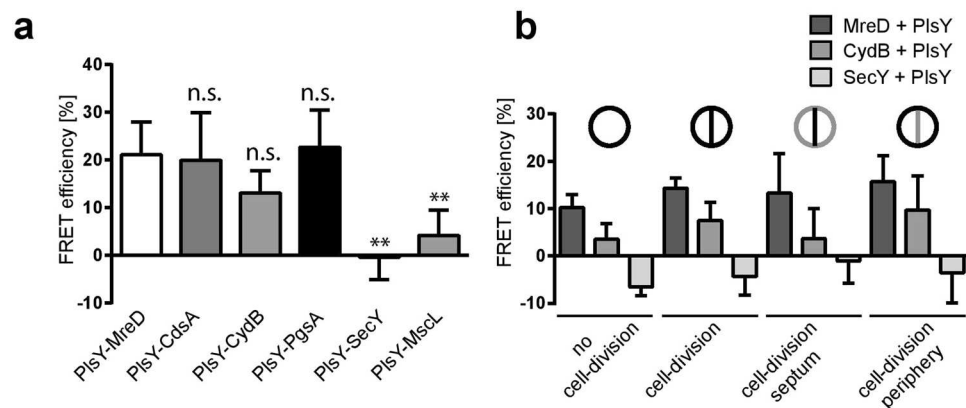 a
FRET efficiency [%]
40
30
20
10
0
-10
n.s.
n.s.
n.s.
**
**
PlsY-MreD
PlsY-CdsA
PlsY-CydB
PlsY-PgsA
PlsY-SecY
PlsY-MscL
b
MreD + PlsY
CydB + PlsY
SecY + PlsY
FRET efficiency [%]
30
20
10
0
-10
no
cell-division
cell-division
cell-division
septum
cell-division
periphery